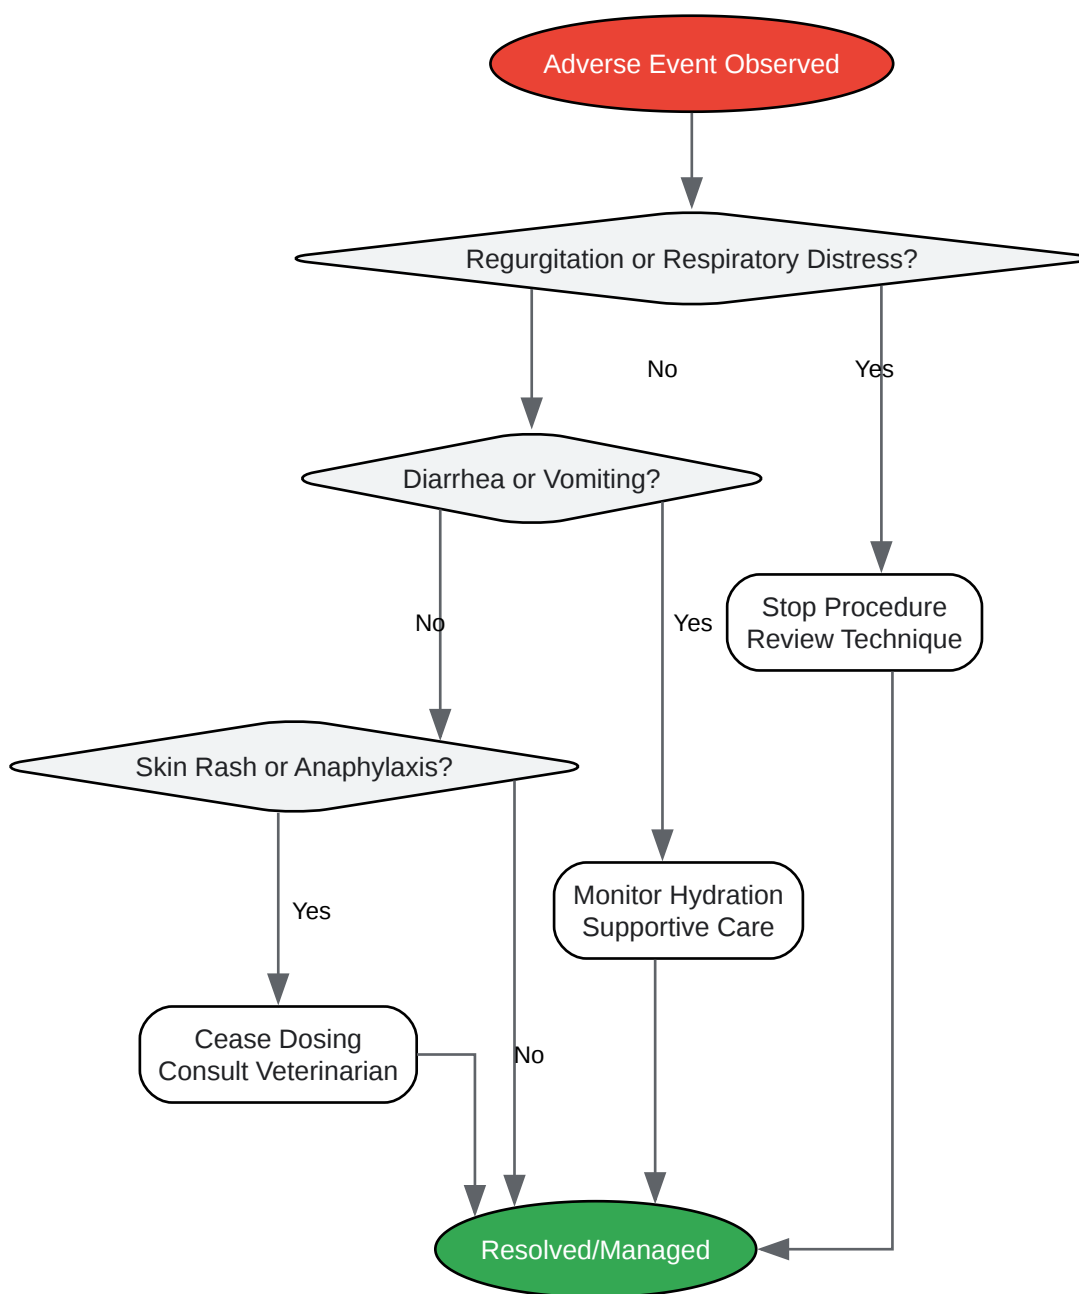 Adverse Event Observed
Regurgitation or Respiratory Distress?
No
Yes
Diarrhea or Vomiting?
Stop Procedure
Review Technique
No
Yes
Skin Rash or Anaphylaxis?
Monitor Hydration
Supportive Care
Yes
Cease Dosing
Consult Veterinarian
No
Resolved/Managed